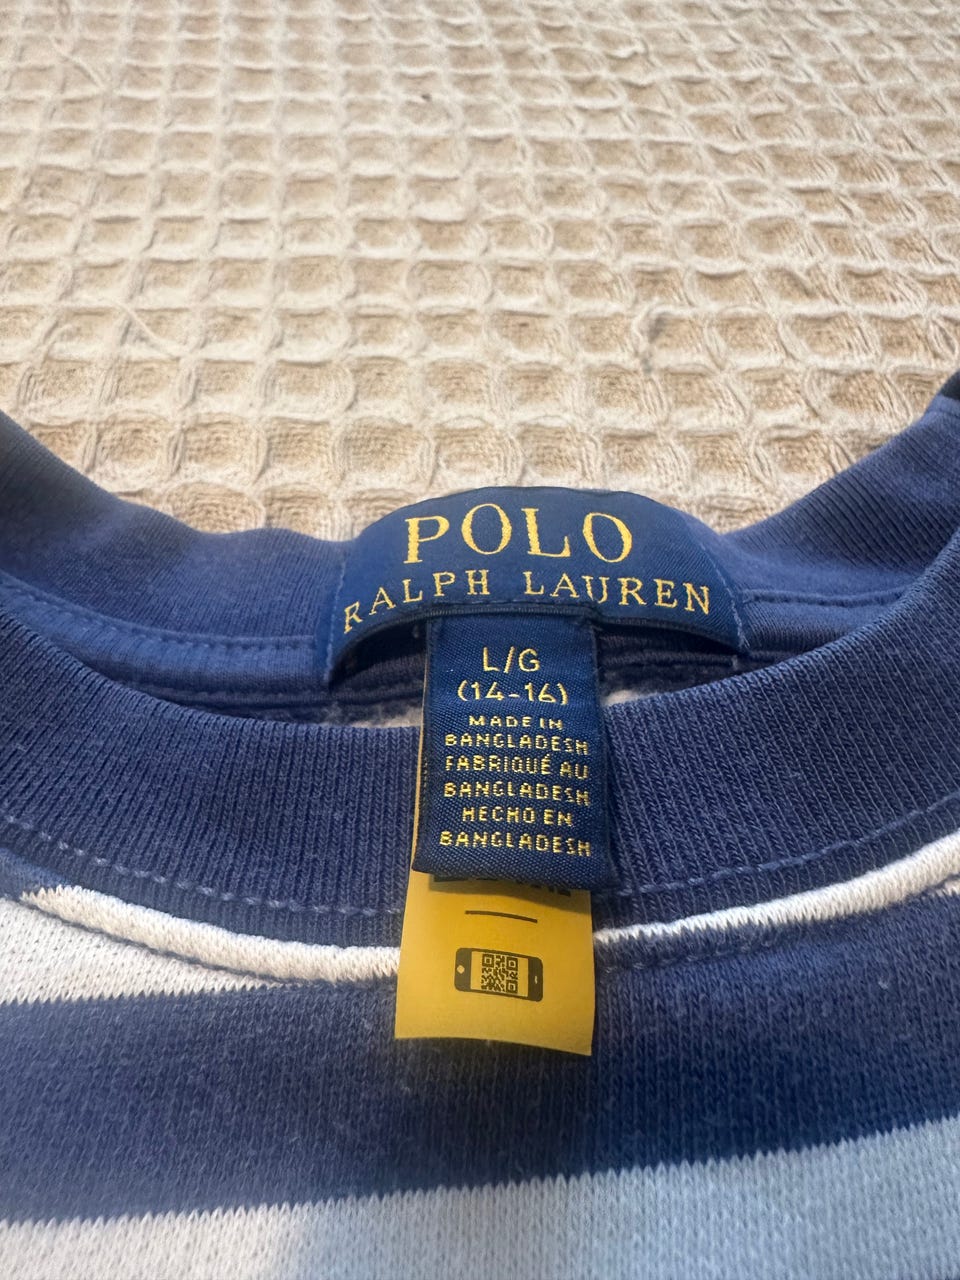 POLO
RALPH LAUREN
L/G
(14-16)
MADE IN
BANGLADESH
FABRIQUÉ AU
BANGLADESH
HECHO EN
BANGLADESH